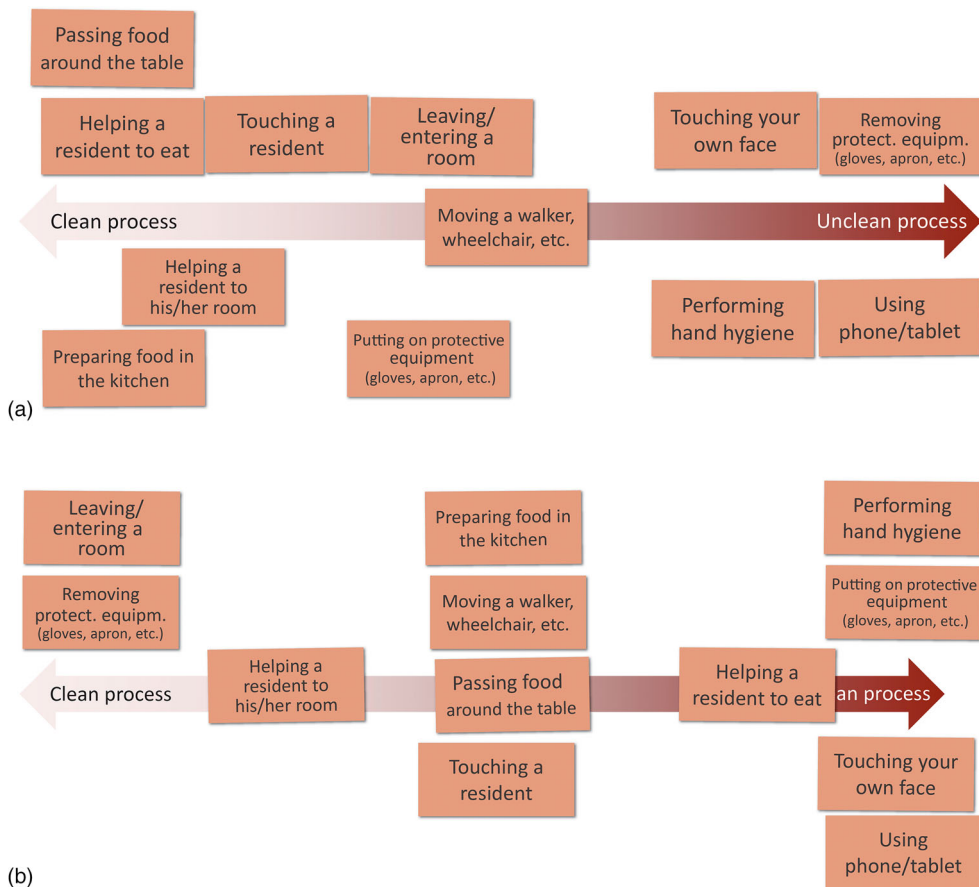 Passing food
around the table
Helping a
resident to eat
Touching a
resident
Leaving/
entering a
room
Touching your
own face
Removing
protect. equipm.
(gloves, apron, etc.)
Clean process
Moving a walker,
wheelchair, etc.
Unclean process
Helping a
resident to
his/her room
Performing
hand hygiene
Using
phone/tablet
Preparing food in
the kitchen
Putting on protective
equipment
(gloves, apron, etc.)
(a)
Leaving/
entering a
room
Preparing food in
the kitchen
Performing
hand hygiene
Removing
protect. equipm.
(gloves, apron, etc.)
Moving a walker,
wheelchair, etc.
Putting on protective
equipment
(gloves, apron, etc.)
Clean process
Helping a
resident to
his/her room
Passing food
around the table
Helping a
resident to eat
an process
Touching a
resident
Touching your
own face
Using
phone/tablet
(b)